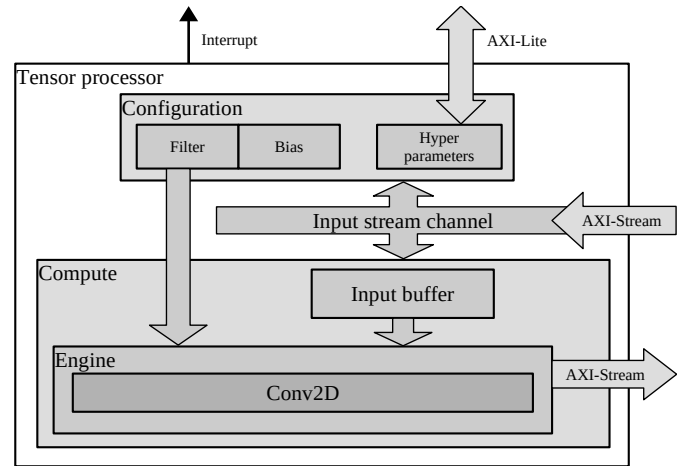 Interrupt
AXI-Lite
Tensor processor
Configuration
Filter
Bias
Hyper
parameters
Input stream channel
AXI-Stream
Compute
Input buffer
Engine
AXI-Stream
Conv2D